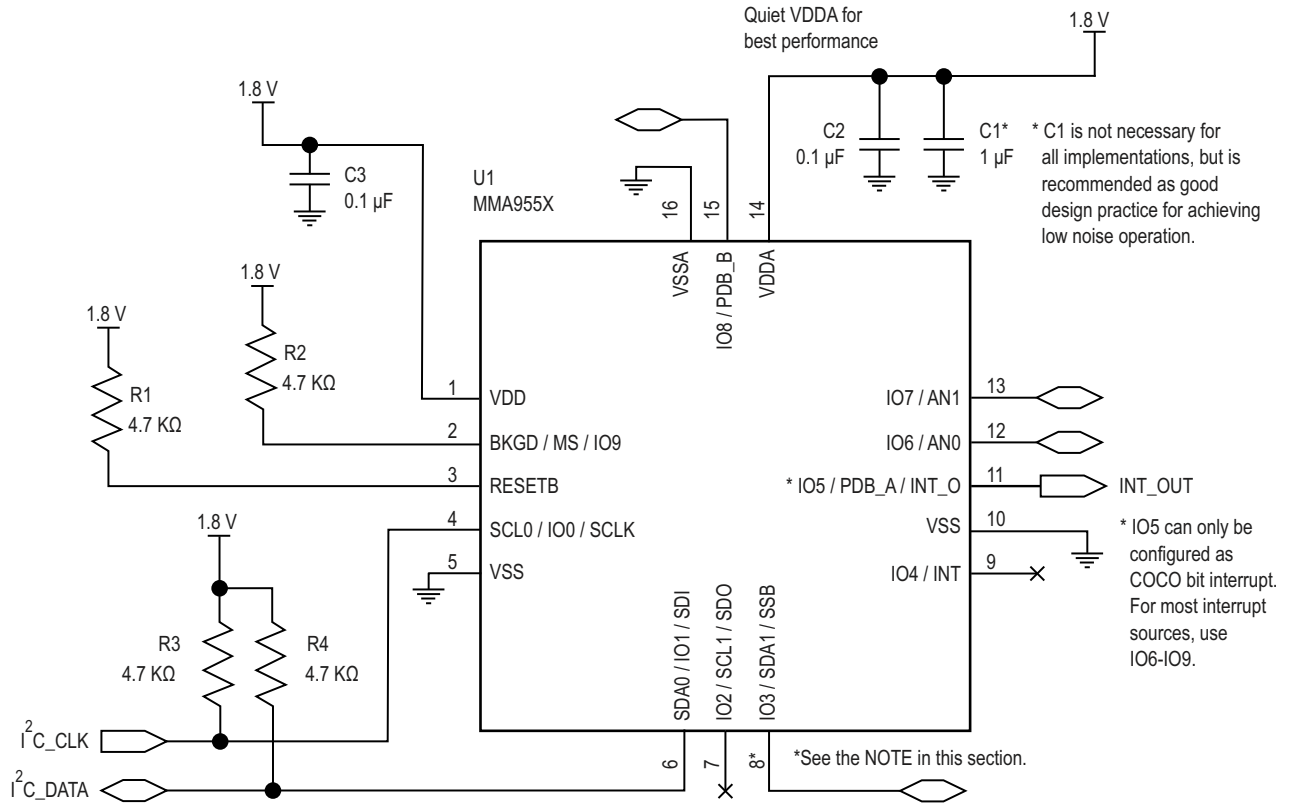 Quiet VDDA for
best performance
1.8 V
1.8 V
C3
0.1 µF
C2
0.1 µF
C1*
1 µF
* C1 is not necessary for
all implementations, but is
recommended as good
design practice for achieving
low noise operation.
U1
MMA955X
16
15
14
VSSA
IO8 / PDB_B
VDDA
1.8 V
R2
4.7 KΩ
1.8 V
R1
4.7 KΩ
1
VDD
2
BKGD / MS / IO9
3
RESETB
4
SCL0 / IO0 / SCLK
5
VSS
IO7 / AN1
13
IO6 / AN0
12
* IO5 / PDB_A / INT_O
11
INT_OUT
VSS
10
IO4 / INT
9
* IO5 can only be
configured as
COCO bit interrupt.
For most interrupt
sources, use
IO6-IO9.
1.8 V
R3
4.7 KΩ
R4
4.7 KΩ
SDA0 / IO1 / SDI
IO2 / SCL1 / SDO
IO3 / SDA1 / SSB
6
7
8*
*See the NOTE in this section.
I²C_CLK
I²C_DATA